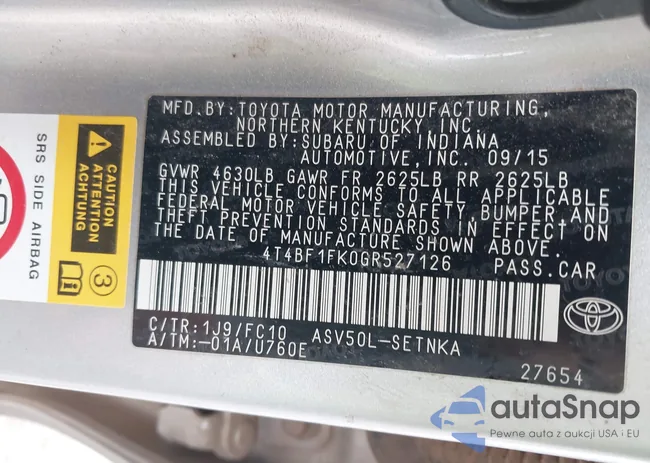 SRS SIDE AIRBAG
CAUTION
ATTENTION
ACHTUNG
3
MFD.BY:TOYOTA MOTOR MANUFACTURING,
NORTHERN KENTUCKY INC.
ASSEMBLED BY:SUBARU OF INDIANA
AUTOMOTIVE, INC. 09/15
GVWR 4630LB GAWR FR 2625LB RR 2625LB
THIS VEHICLE CONFORMS TO ALL APPLICABLE
FEDERAL MOTOR VEHICLE SAFETY,BUMPER,AND
THEFT PREVENTION STANDARDS IN EFFECT ON
THE DATE OF MANUFACTURE SHOWN ABOVE.
4T4BF1FK0GR527126 PASS.CAR
C/TR:1J9/FC10 ASV50L-SETNKA
A/TM:-01A/U760E
27654
autaSnap
Pewne auta z aukcji USA i EU